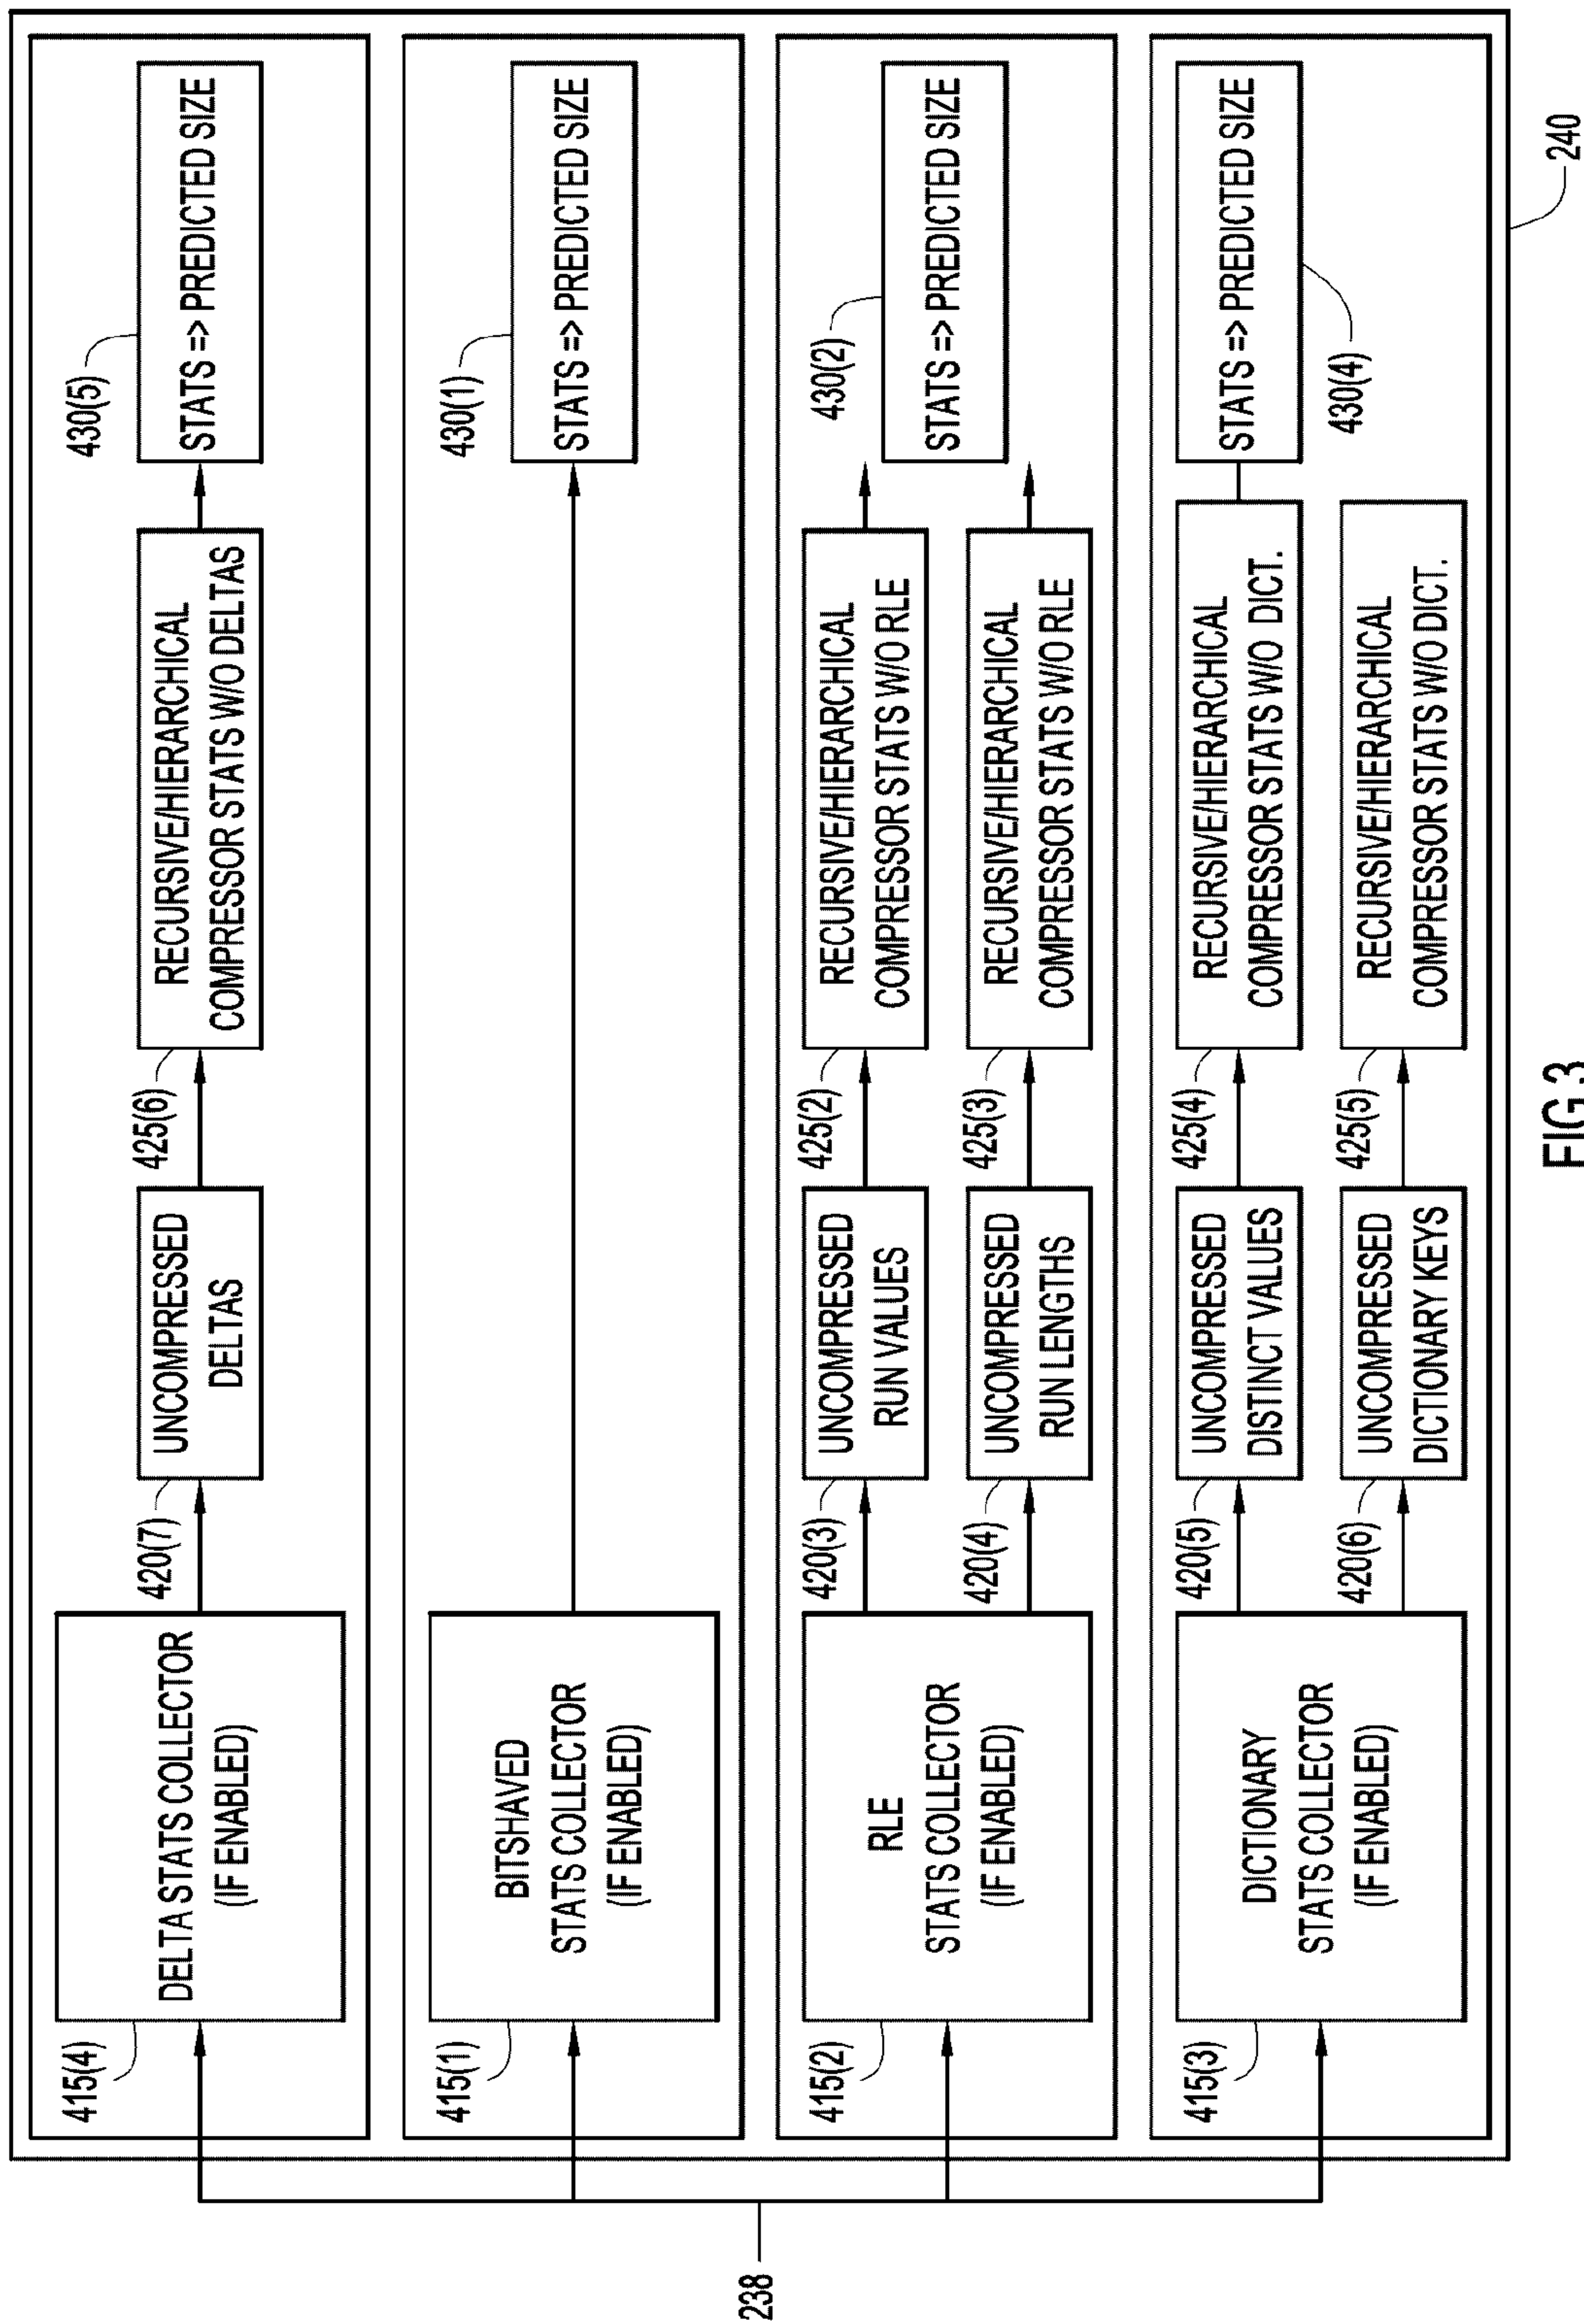 238
415(4)
DELTA STATS COLLECTOR
(IF ENABLED)
420(7)
UNCOMPRESSED
DELTAS
425(6)
RECURSIVE/HIERARCHICAL
COMPRESSOR STATS W/O DELTAS
430(5)
STATS => PREDICTED SIZE
415(1)
BITSHAVED
STATS COLLECTOR
(IF ENABLED)
430(1)
STATS => PREDICTED SIZE
415(2)
RLE
STATS COLLECTOR
(IF ENABLED)
420(3)
UNCOMPRESSED
RUN VALUES
425(2)
RECURSIVE/HIERARCHICAL
COMPRESSOR STATS W/O RLE
430(2)
STATS => PREDICTED SIZE
420(4)
UNCOMPRESSED
RUN LENGTHS
425(3)
RECURSIVE/HIERARCHICAL
COMPRESSOR STATS W/O RLE
415(3)
DICTIONARY
STATS COLLECTOR
(IF ENABLED)
420(5)
UNCOMPRESSED
DISTINCT VALUES
425(4)
RECURSIVE/HIERARCHICAL
COMPRESSOR STATS W/O DICT.
STATS => PREDICTED SIZE
430(4)
420(6)
UNCOMPRESSED
DICTIONARY KEYS
425(5)
RECURSIVE/HIERARCHICAL
COMPRESSOR STATS W/O DICT.
240
FIG.3